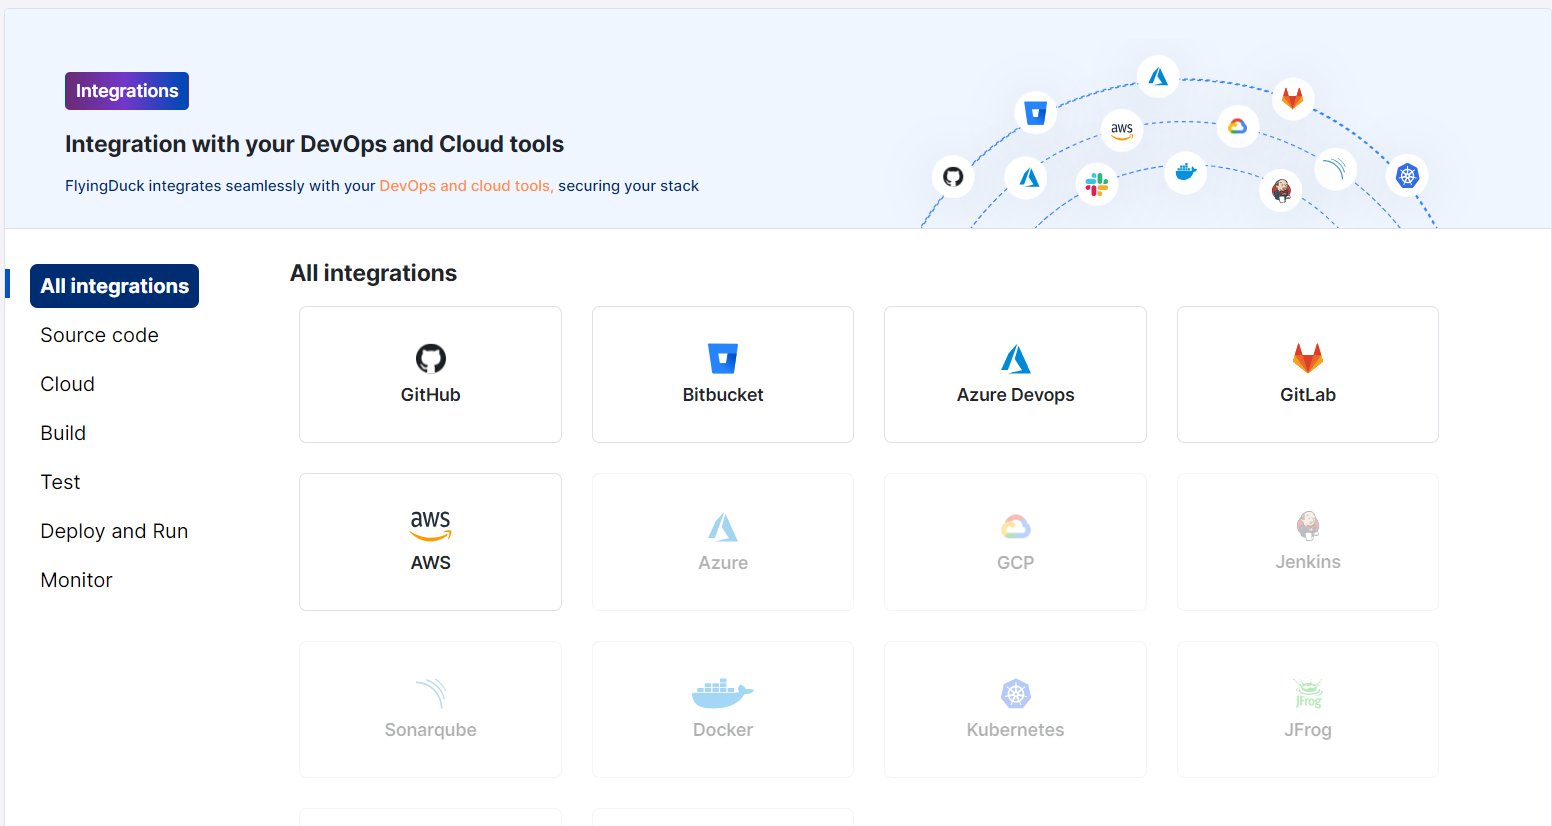 Integrations
Integration with your DevOps and Cloud tools
FlyingDuck integrates seamlessly with your DevOps and cloud tools, securing your stack
aws
All integrations
Source code
Cloud
Build
Test
Deploy and Run
Monitor
All integrations
GitHub
Bitbucket
Azure Devops
GitLab
aws
AWS
Azure
GCP
Jenkins
Sonarqube
Docker
Kubernetes
JFrog
JFrog